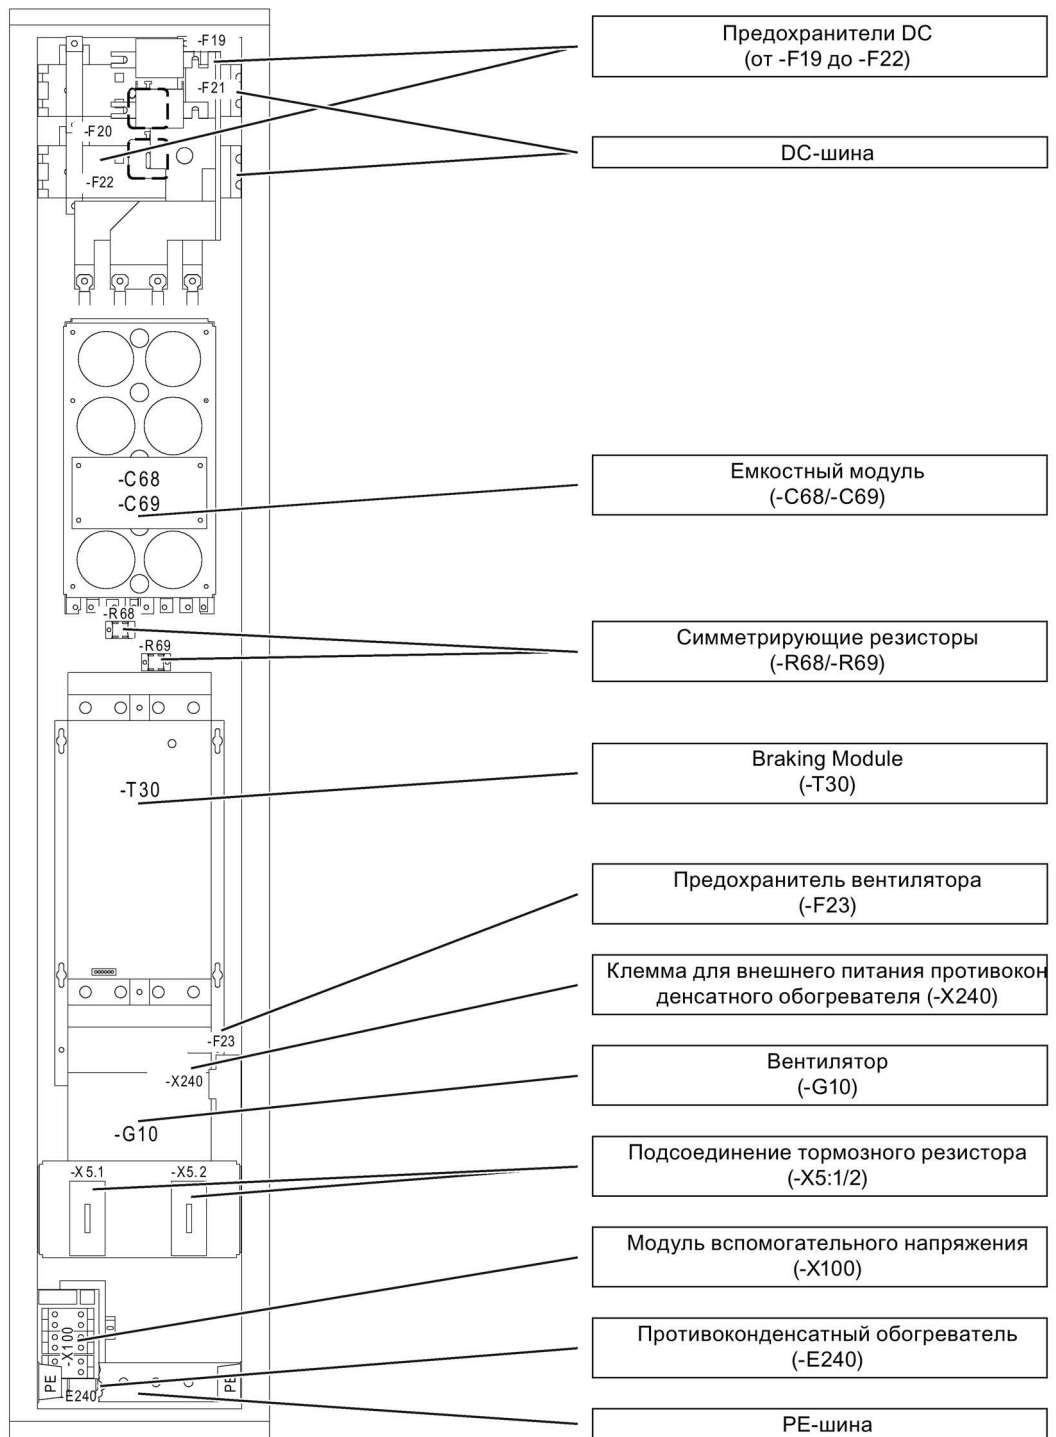 -F19
-F21
-F20
-F22
-C68
-C69
-R68
-R69
-T30
-F23
-X240
-G10
-X5.1
-X5.2
-X100
PE
PE
-E240
Предохранители DC
(от -F19 до -F22)
DC-шина
Емкостный модуль
(-C68/-C69)
Симметрирующие резисторы
(-R68/-R69)
Braking Module
(-T30)
Предохранитель вентилятора
(-F23)
Клемма для внешнего питания противокон
денсатного обогревателя (-X240)
Вентилятор
(-G10)
Подсоединение тормозного резистора
(-X5:1/2)
Модуль вспомогательного напряжения
(-X100)
Противоконденсатный обогреватель
(-E240)
PE-шина